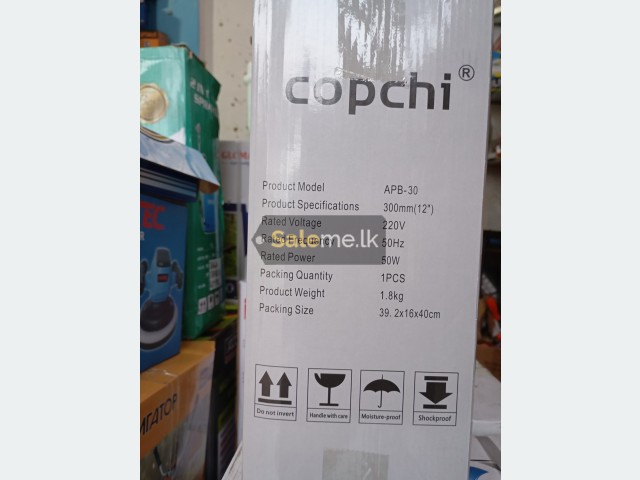 copchi®
Product Model APB-30
Product Specifications 300mm(12")
Rated Voltage 220V
Rated Frequency 50Hz
Rated Power 50W
Packing Quantity 1PCS
Product Weight 1.8kg
Packing Size 39. 2x16x40cm
Saleme.lk
Do not invert
Handle with care
Moisture-proof
Shockproof